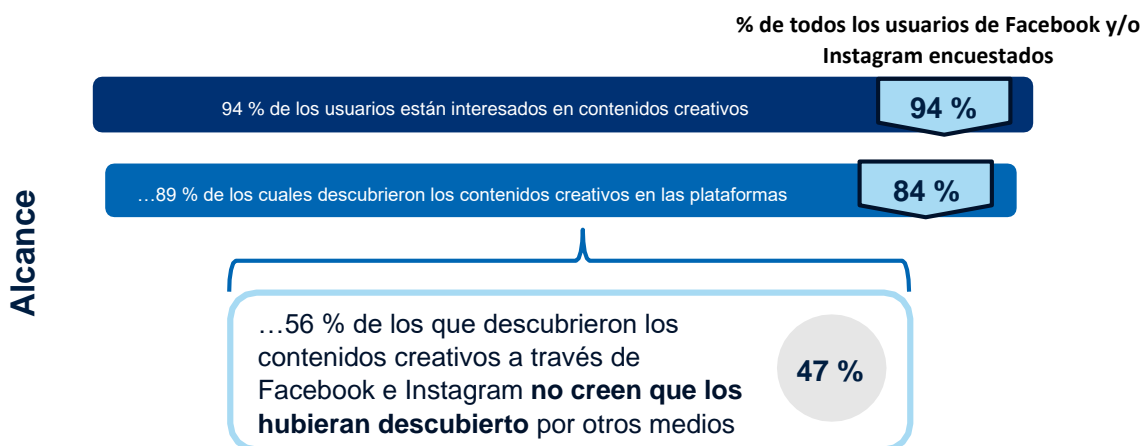 % de todos los usuarios de Facebook y/o
Instagram encuestados
94 % de los usuarios están interesados en contenidos creativos
94 %
…89 % de los cuales descubrieron los contenidos creativos en las plataformas
84 %
Alcance
…56 % de los que descubrieron los
contenidos creativos a través de
Facebook e Instagram no creen que los
hubieran descubierto por otros medios
47 %